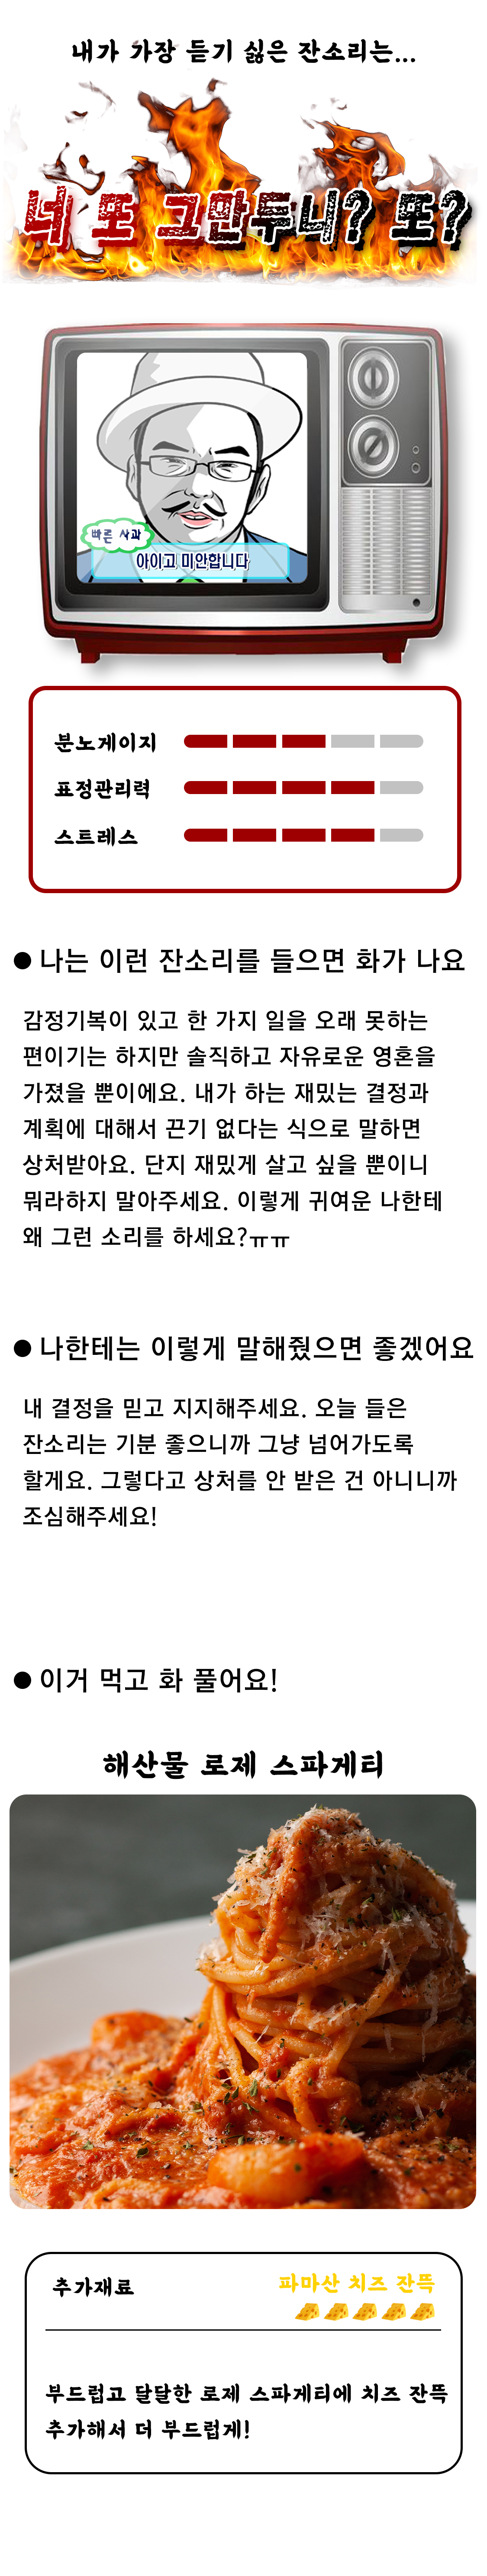 내가 가장 듣기 싫은 잔소리는...
네 또 그만두니? 또?
빠른 사과
아이고 미안합니다
분노게이지
표정관리력
스트레스
● 나는 이런 잔소리를 들으면 화가 나요
감정기복이 있고 한 가지 일을 오래 못하는
편이기는 하지만 솔직하고 자유로운 영혼을
가졌을 뿐이에요. 내가 하는 재밌는 결정과
계획에 대해서 끈기 없다는 식으로 말하면
상처받아요. 단지 재밌게 살고 싶을 뿐이니
뭐라하지 말아주세요. 이렇게 귀여운 나한테
왜 그런 소리를 하세요?ㅠㅠ
● 나한테는 이렇게 말해줬으면 좋겠어요
내 결정을 믿고 지지해주세요. 오늘 들은
잔소리는 기분 좋으니까 그냥 넘어가도록
할게요. 그렇다고 상처를 안 받은 건 아니니까
조심해주세요!
● 이거 먹고 화 풀어요!
해산물 로제 스파게티
추가재료
파마산 치즈 잔뜩
부드럽고 달달한 로제 스파게티에 치즈 잔뜩
추가해서 더 부드럽게!